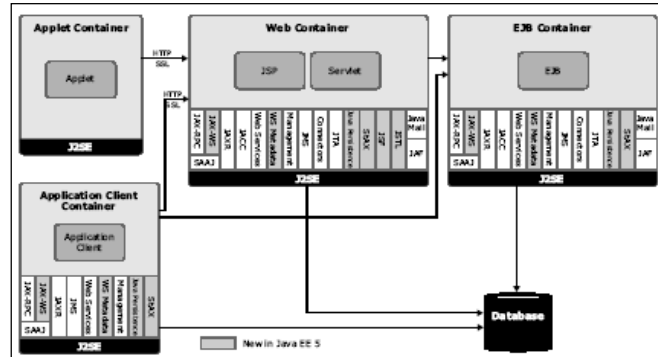 Applet Container
Applet
J2SE
HTTP
SSL
HTTP
SSL
Web Container
JSP
Servlet
JAX-RPC
JAX-WS
SAAJ
JAXR
JACC
Web Services
WS Metadata
Management
JMS
Connectors
JTA
Java Persistence
StAX
JSF
JSTL
Java
Mail
JAF
J2SE
EJB Container
EJB
JAX-RPC
JAX-WS
SAAJ
JAXR
JACC
Web Services
WS Metadata
Management
JMS
Connectors
JTA
Java Persistence
StAX
Java
Mail
JAF
J2SE
Application Client
Container
Application
Client
JAX-RPC
JAX-WS
SAAJ
JAXR
JMS
Web Services
WS Metadata
Management
Java Persistence
StAX
J2SE
Database
New in Java EE 5